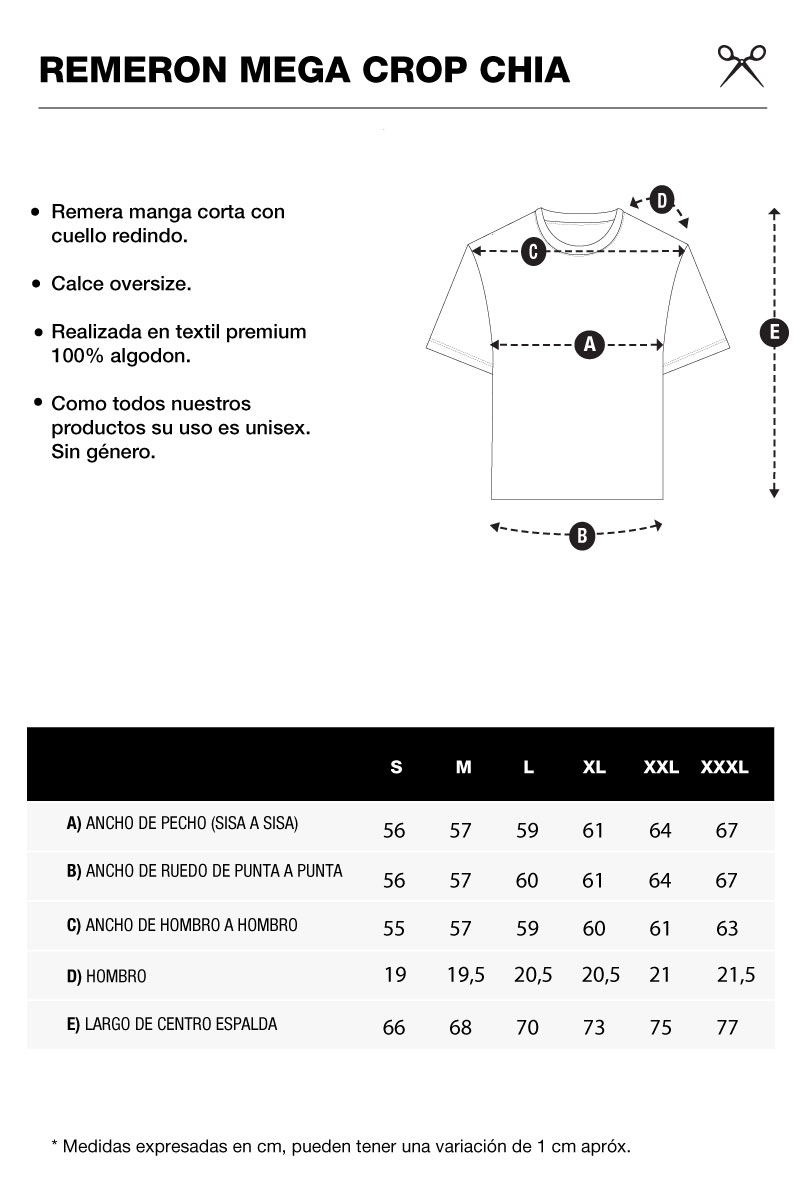 REMERON MEGA CROP CHIA
• Remera manga corta con
cuello redindo.
• Calce oversize.
• Realizada en textil premium
100% algodon.
• Como todos nuestros
productos su uso es unisex.
Sin género.
D
C
E
A
B
S M L XL XXL XXXL
A) ANCHO DE PECHO (SISA A SISA) 56 57 59 61 64 67
B) ANCHO DE RUEDO DE PUNTA A PUNTA 56 57 60 61 64 67
C) ANCHO DE HOMBRO A HOMBRO 55 57 59 60 61 63
D) HOMBRO 19 19,5 20,5 20,5 21 21,5
E) LARGO DE CENTRO ESPALDA 66 68 70 73 75 77
* Medidas expresadas en cm, pueden tener una variación de 1 cm apróx.